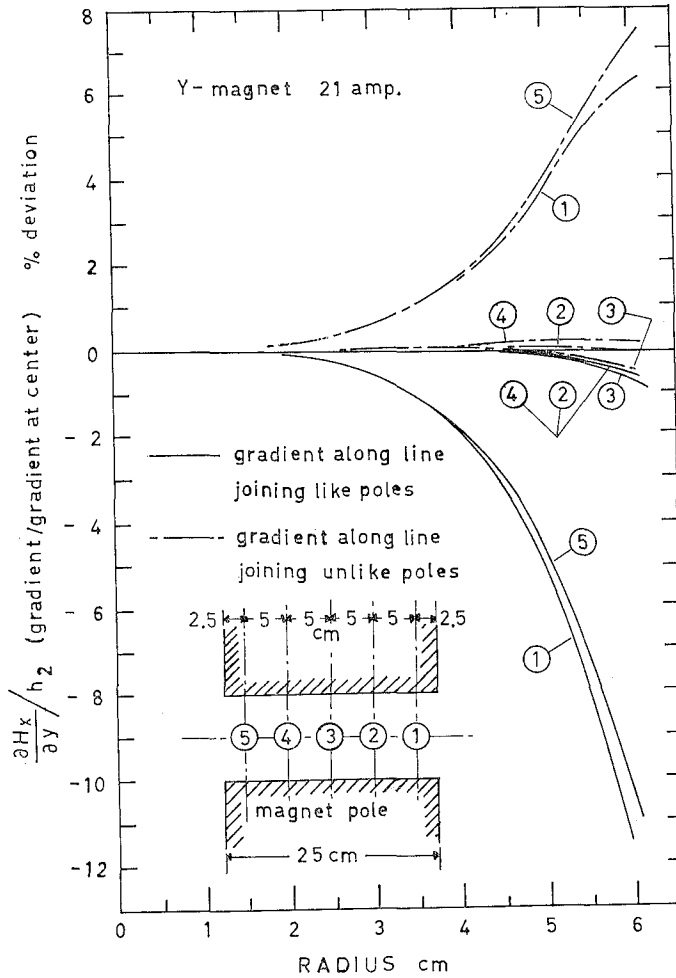 8
6
4
2
0
- 2
- 4
- 6
- 8
-10
-12
∂Hx/∂y / h2 (gradient/gradient at center) % deviation
Y-magnet 21 amp.
5
1
4
2
3
4
2
3
gradient along line
joining like poles
gradient along line
joining unlike poles
5
1
2,5 5 5 5 5 2,5
cm
5 4 3 2 1
magnet pole
25 cm
0 1 2 3 4 5 6
RADIUS cm